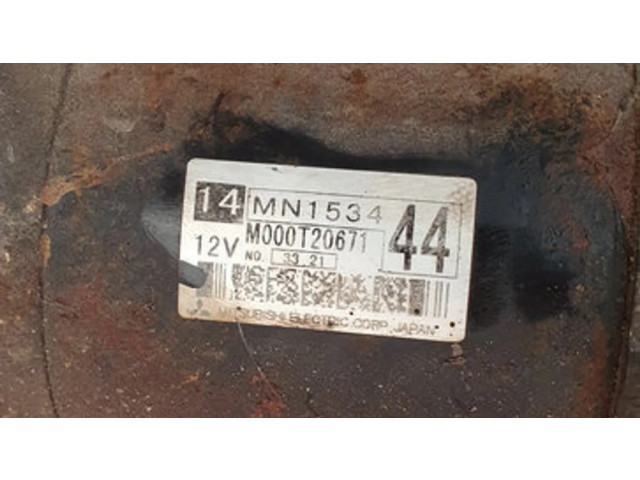 14 MN1534 44
12V M000T20671
NO. 33 21
MITSUBISHI ELECTRIC CORP. JAPAN